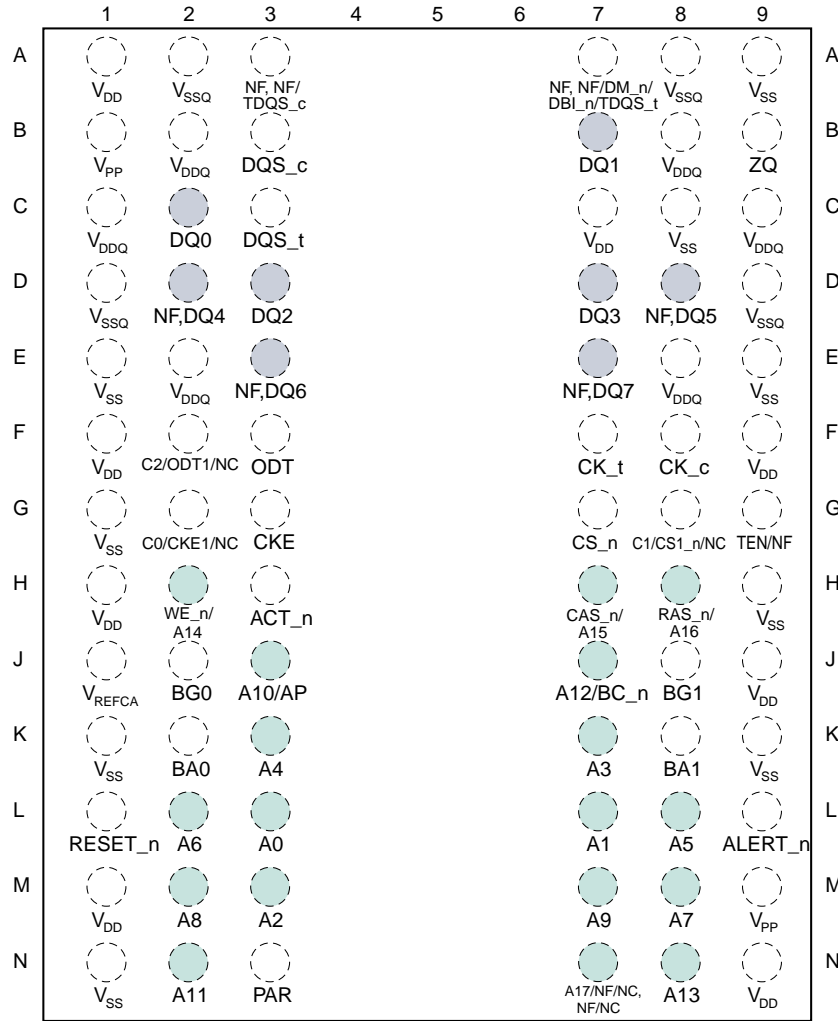 1 2 3 4 5 6 7 8 9
A A
VDD VSSQ NF, NF/ NF, NF/DM_n/ VSSQ VSS
TDQS_c DBI_n/TDQS_t
B B
VPP VDDQ DQS_c DQ1 VDDQ ZQ
C C
VDDQ DQ0 DQS_t VDD VSS VDDQ
D D
VSSQ NF,DQ4 DQ2 DQ3 NF,DQ5 VSSQ
E E
VSS VDDQ NF,DQ6 NF,DQ7 VDDQ VSS
F F
VDD C2/ODT1/NC ODT CK_t CK_c VDD
G G
VSS C0/CKE1/NC CKE CS_n C1/CS1_n/NC TEN/NF
H H
VDD WE_n/ ACT_n CAS_n/ RAS_n/ VSS
A14 A15 A16
J J
VREFCA BG0 A10/AP A12/BC_n BG1 VDD
K K
VSS BA0 A4 A3 BA1 VSS
L L
RESET_n A6 A0 A1 A5 ALERT_n
M M
VDD A8 A2 A9 A7 VPP
N N
VSS A11 PAR A17/NF/NC, A13 VDD
NF/NC